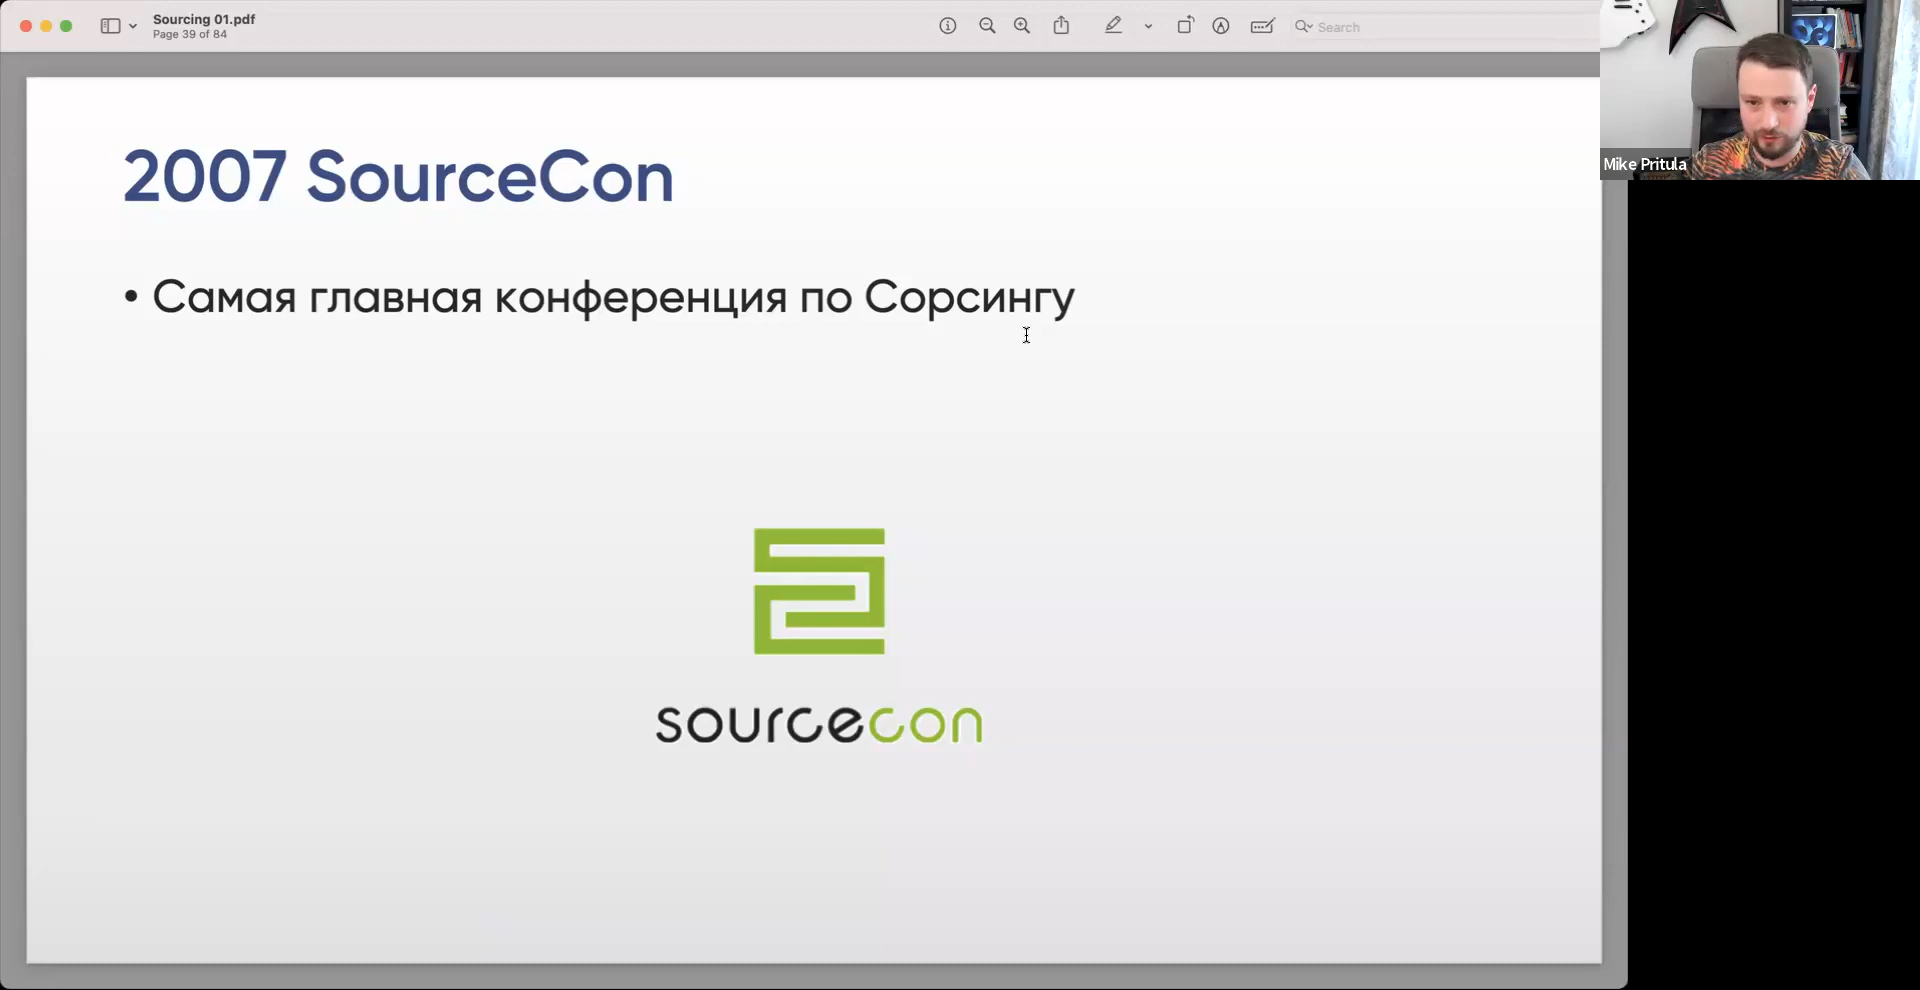 Sourcing 01.pdf
Page 39 of 84
Search
Mike Pritula
2007 SourceCon
• Самая главная конференция по Сорсингу
sourcecon